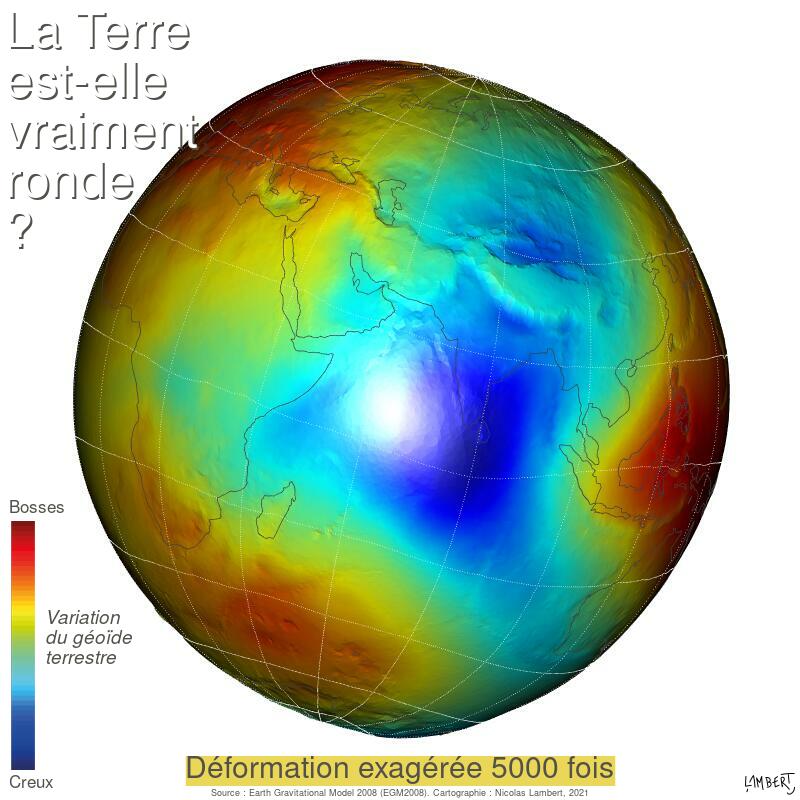 La Terre
est-elle
vraiment
ronde
?
Bosses
Variation
du géoïde
terrestre
Creux
Déformation exagérée 5000 fois
Source : Earth Gravitational Model 2008 (EGM2008). Cartographie : Nicolas Lambert, 2021
LAMBERT